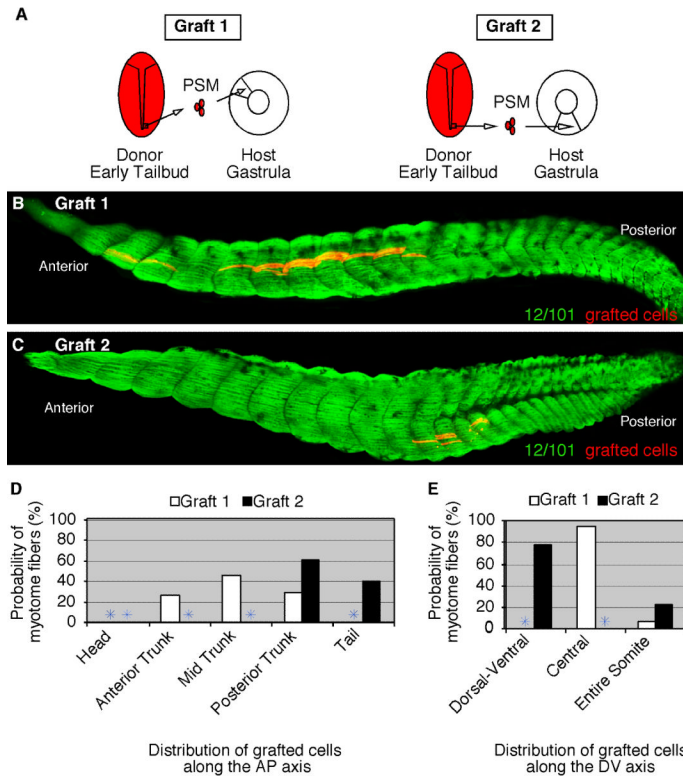 A
Graft 1
Graft 2
PSM
PSM
Donor
Early Tailbud
Host
Gastrula
Donor
Early Tailbud
Host
Gastrula
B Graft 1
Posterior
Anterior
12/101 grafted cells
C Graft 2
Anterior
Posterior
12/101 grafted cells
D
Graft 1 Graft 2
Probability of
myotome fibers (%)
100
80
60
40
20
0
* * * * *
Head
Anterior Trunk
Mid Trunk
Posterior Trunk
Tail
Distribution of grafted cells
along the AP axis
E
Graft 1 Graft 2
Probability of
myotome fibers (%)
100
80
60
40
20
0
* *
Dorsal-Ventral
Central
Entire Somite
Distribution of grafted cells
along the DV axis